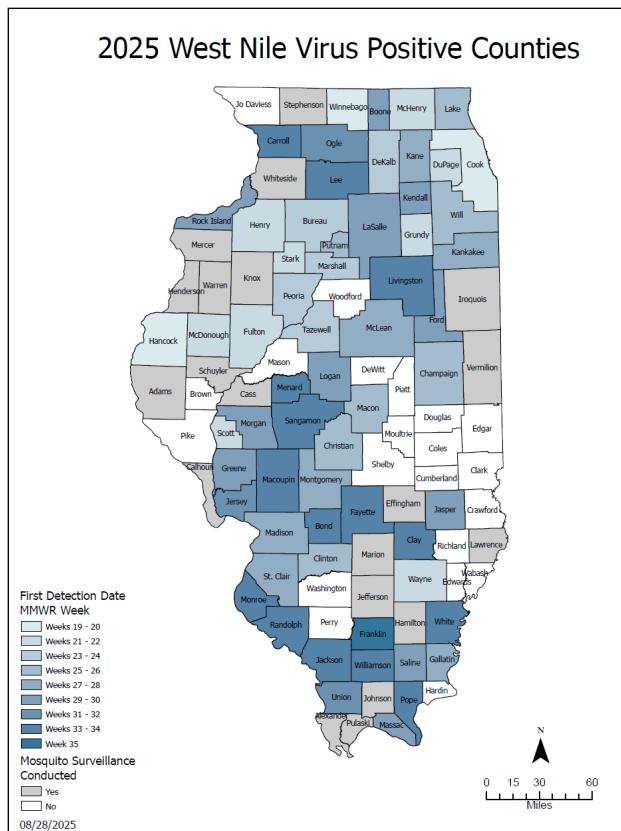 2025 West Nile Virus Positive Counties
Jo Daviess
Stephenson
Winnebago
Boone
McHenry
Lake
Carroll
Ogle
DeKalb
Kane
Cook
DuPage
Whiteside
Lee
Kendall
Will
Rock Island
Henry
Bureau
LaSalle
Grundy
Mercer
Putnam
Kankakee
Stark
Marshall
Knox
Henderson
Warren
Peoria
Livingston
Woodford
Iroquois
Ford
Hancock
McDonough
Fulton
Tazewell
McLean
Mason
Schuyler
Logan
DeWitt
Champaign
Vermilion
Adams
Brown
Cass
Menard
Piatt
Macon
Sangamon
Douglas
Edgar
Pike
Scott
Morgan
Moultrie
Christian
Coles
Shelby
Calhoun
Greene
Macoupin
Montgomery
Cumberland
Clark
Jersey
Effingham
Fayette
Jasper
Crawford
Madison
Bond
Clay
Marion
Richland
Lawrence
Clinton
St. Clair
Wayne
Wabash
Edwards
Washington
Jefferson
Monroe
Randolph
Perry
Hamilton
White
Franklin
Jackson
Williamson
Saline
Gallatin
Union
Johnson
Pope
Hardin
Alexander
Pulaski
Massac
First Detection Date
MMWR Week
Weeks 19 - 20
Weeks 21 - 22
Weeks 23 - 24
Weeks 25 - 26
Weeks 27 - 28
Weeks 29 - 30
Weeks 31 - 32
Weeks 33 - 34
Week 35
Mosquito Surveillance
Conducted
Yes
No
08/28/2025
N
0 15 30 60
Miles